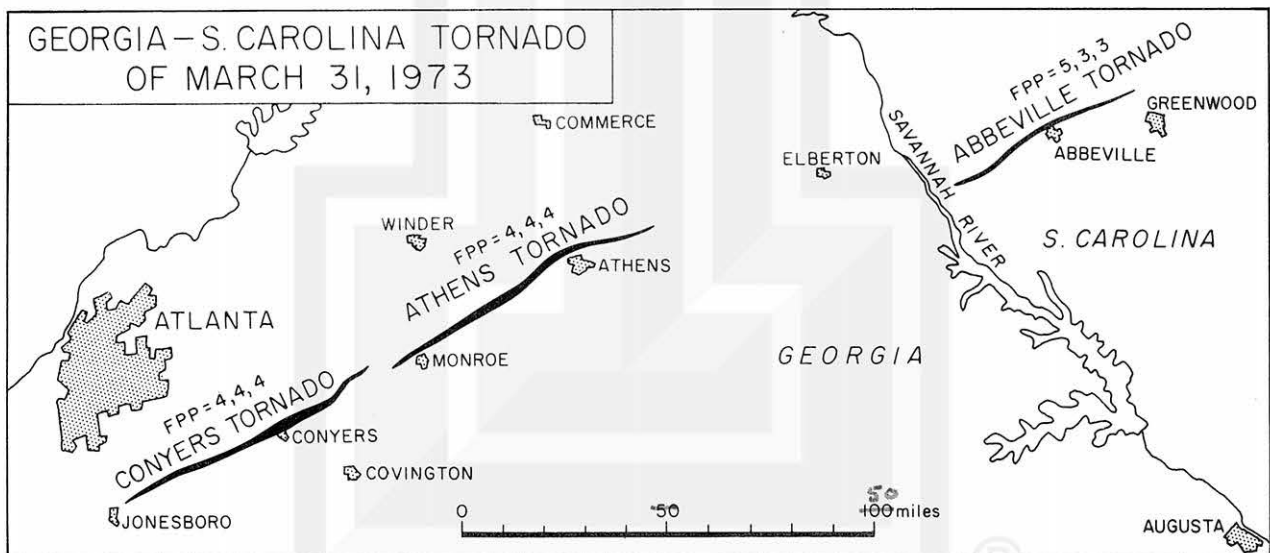 GEORGIA – S. CAROLINA TORNADO
OF MARCH 31, 1973
COMMERCE
WINDER
FPP = 4,4,4
ATHENS TORNADO
ATHENS
ATLANTA
MONROE
FPP = 4,4,4
CONYERS TORNADO
CONYERS
COVINGTON
JONESBORO
ELBERTON
SAVANNAH RIVER
FPP = 5,3,3
ABBEVILLE TORNADO
GREENWOOD
ABBEVILLE
S. CAROLINA
GEORGIA
50
0 50 100 miles
AUGUSTA
®